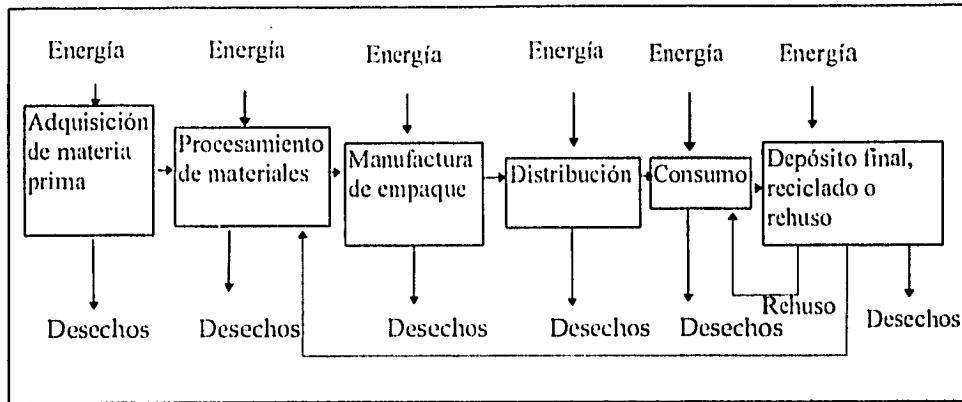 Energía
Energía
Energía
Energía
Energía
Energía
Adquisición
de materia
prima
Procesamiento
de materiales
Manufactura
de empaque
Distribución
Consumo
Depósito final,
reciclado o
rehuso
Rehuso
Desechos
Desechos
Desechos
Desechos
Desechos
Desechos